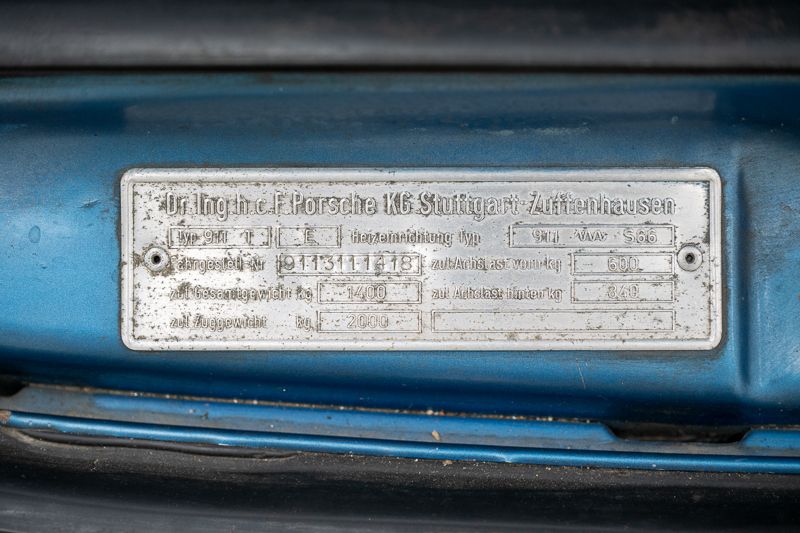 Dr.Ing.h.c.F.Porsche KG.Stuttgart-Zuffenhausen
Typ 911 T E Heizeinrichtung Typ 911 S66
Fahrgestell-Nr 9113111418 zul Achslast vorn kg 600
zul Gesamtgewicht kg 1400 zul Achslast hinten kg 840
zul Zuggewicht kg 2000